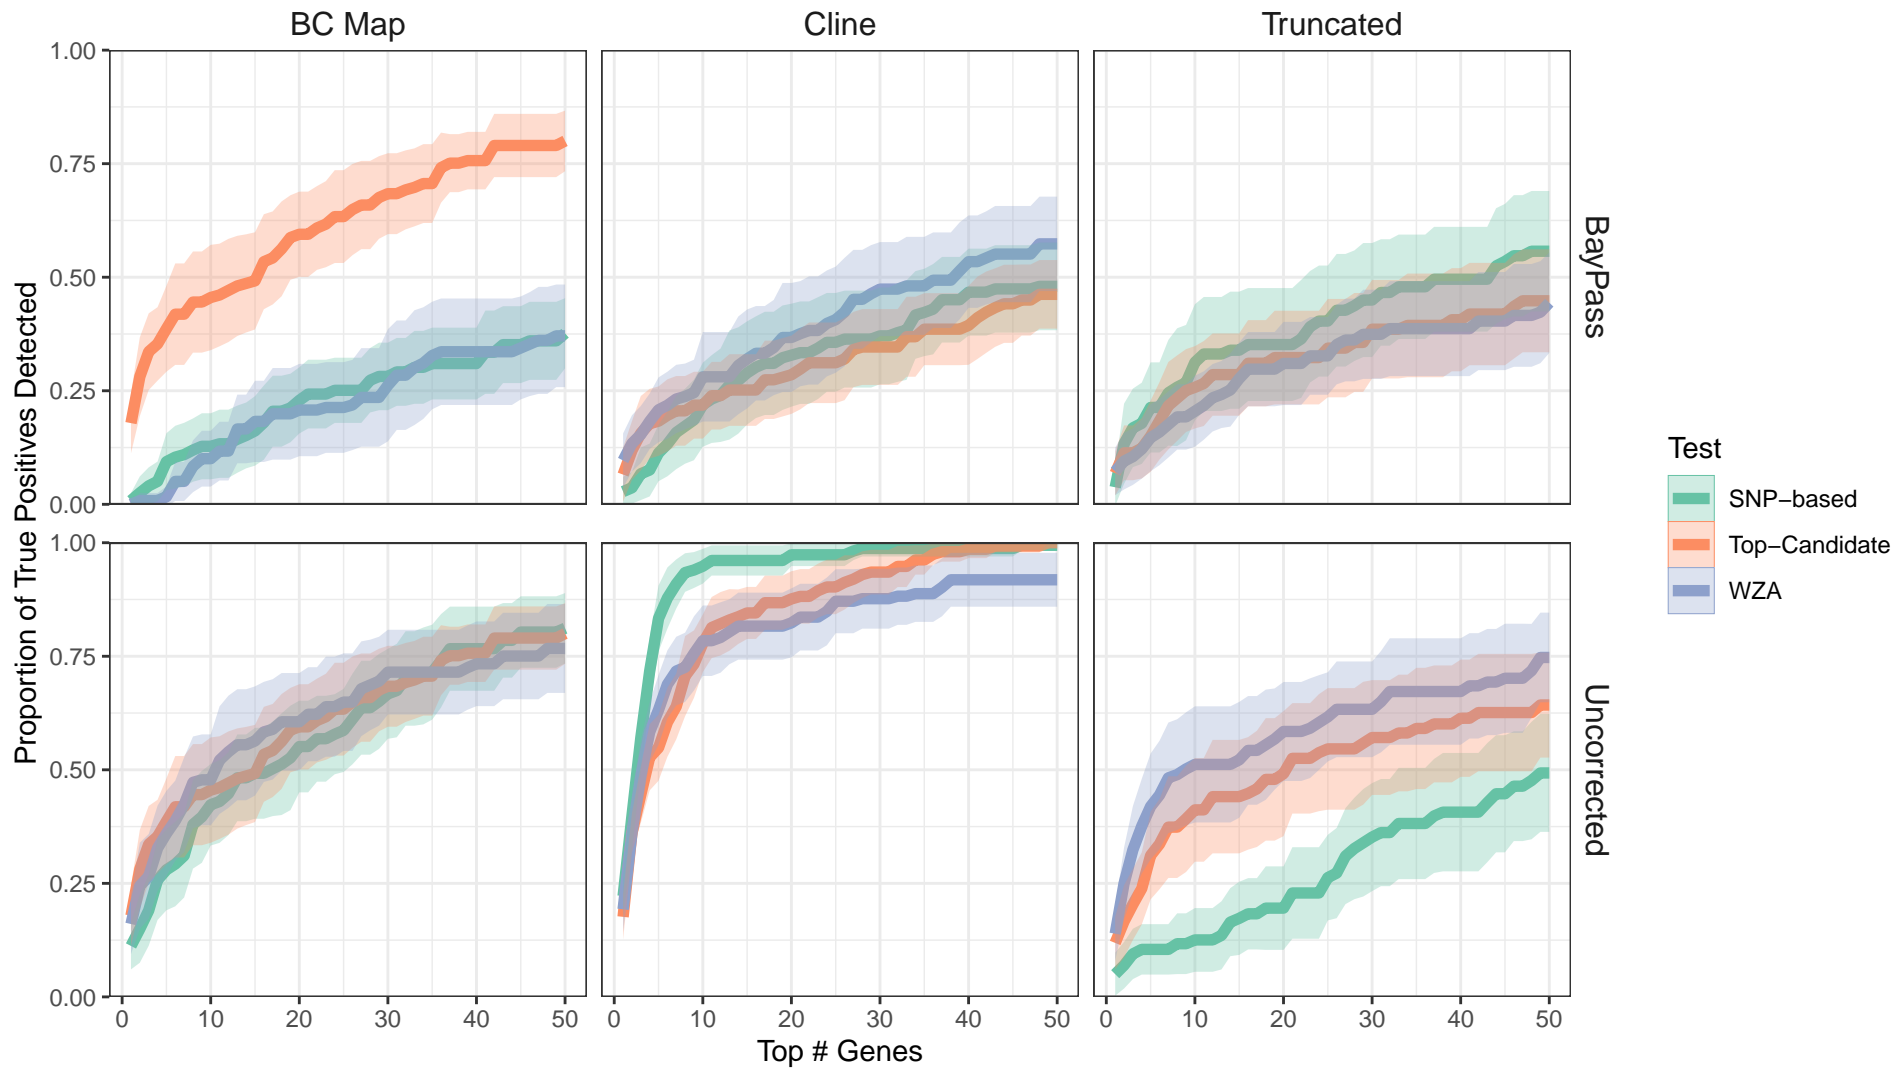 BC Map
Cline
Truncated
Proportion of True Positives Detected
1.00
0.75
0.50
0.25
0.00
BayPass
1.00
0.75
0.50
0.25
0.00
Uncorrected
0 10 20 30 40 50
0 10 20 30 40 50
0 10 20 30 40 50
Top # Genes
Test
SNP−based
Top−Candidate
WZA